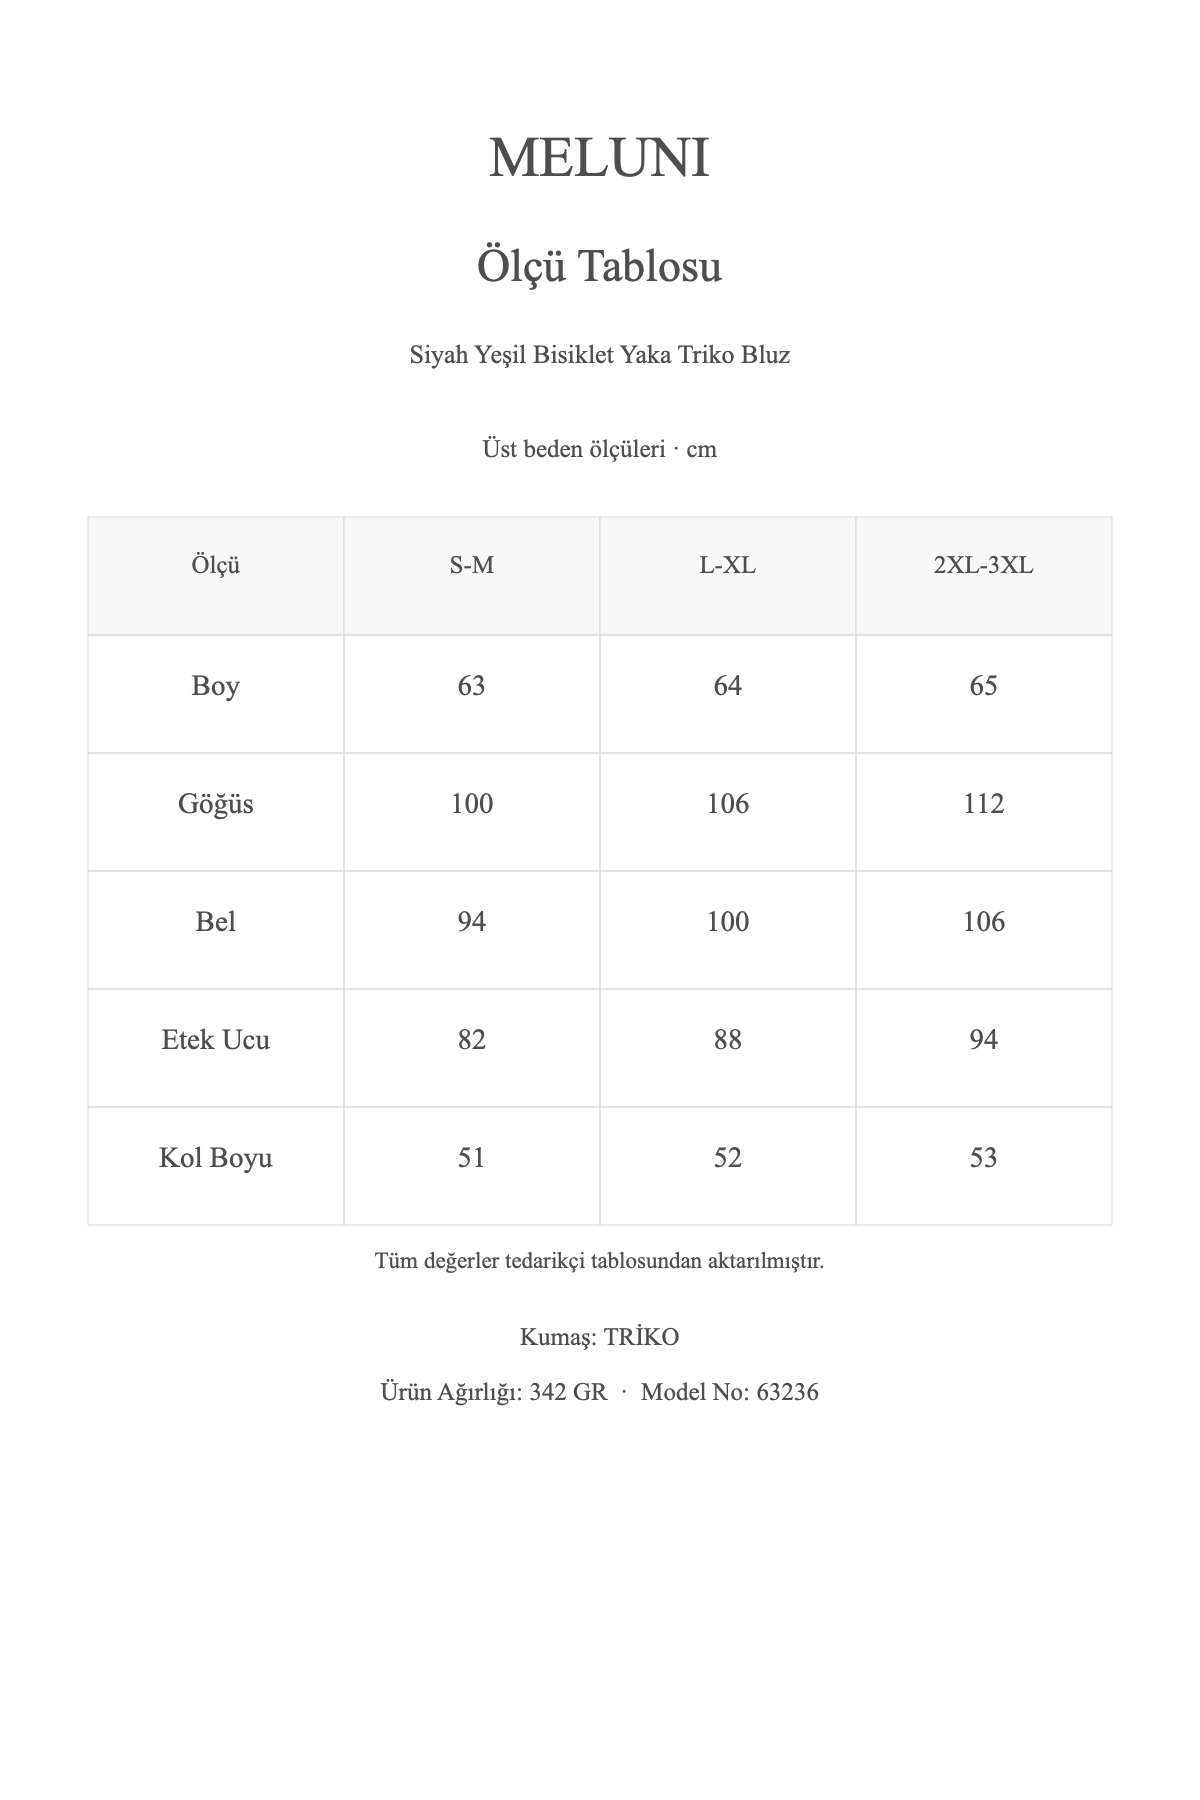 MELUNI
Ölçü Tablosu
Siyah Yeşil Bisiklet Yaka Triko Bluz
Üst beden ölçüleri · cm
Ölçü S-M L-XL 2XL-3XL
Boy 63 64 65
Göğüs 100 106 112
Bel 94 100 106
Etek Ucu 82 88 94
Kol Boyu 51 52 53
Tüm değerler tedarikçi tablosundan aktarılmıştır.
Kumaş: TRİKO
Ürün Ağırlığı: 342 GR · Model No: 63236